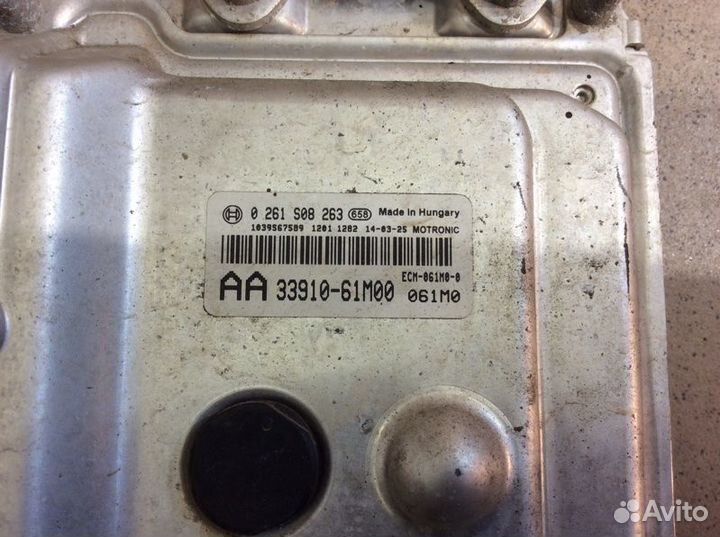 0 261 S08 263 658 Made in Hungary
1039S67589 1201 1282 14-03-25 MOTRONIC
ECM-061M0-0
AA 33910-61M00 061M0
Avito